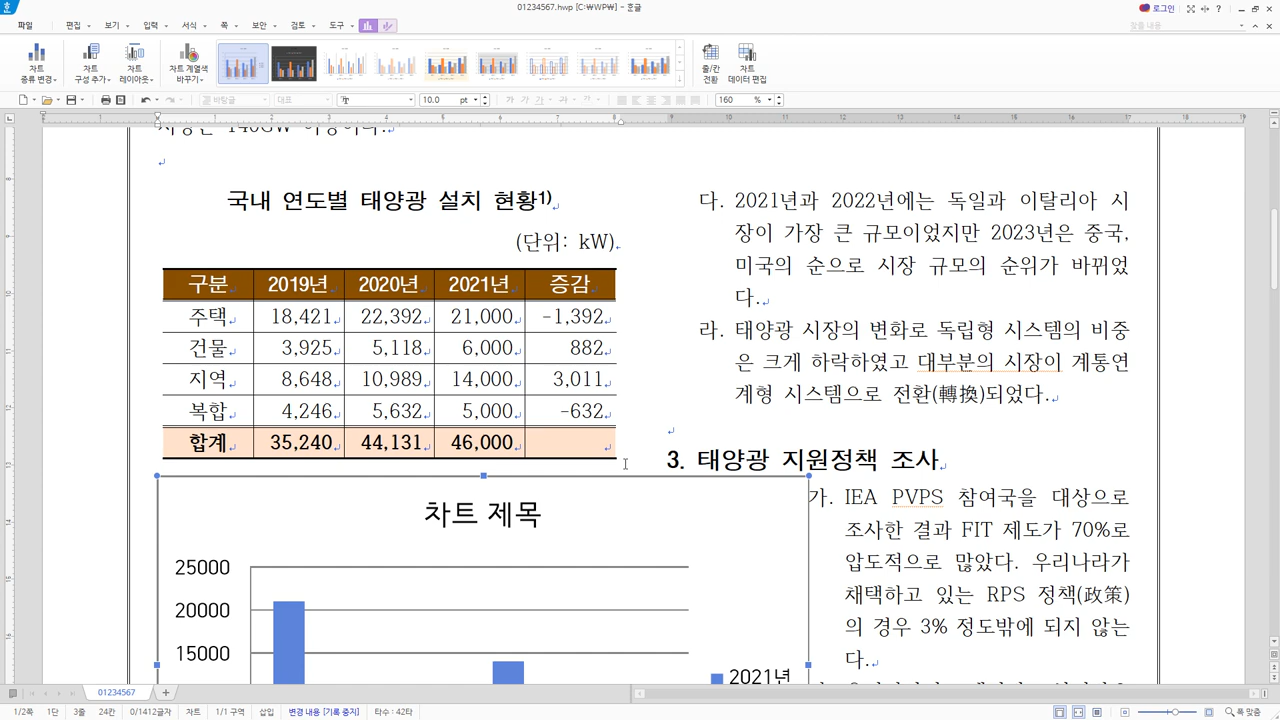 01234567.hwp [C:\WP\] - 혼글
로그인
파일 편집 보기 입력 서식 쪽 보안 검토 도구
맞춤 내용
차트 종류 변경
차트 구성 추가
차트 레이아웃
차트 계열색 바꾸기
줄/칸 전환
차트 데이터 편집
바탕글 대표 10.0 pt 160 %
국내 연도별 태양광 설치 현황1)
(단위: kW)
구분 2019년 2020년 2021년 증감
주택 18,421 22,392 21,000 -1,392
건물 3,925 5,118 6,000 882
지역 8,648 10,989 14,000 3,011
복합 4,246 5,632 5,000 -632
합계 35,240 44,131 46,000
차트 제목
25000
20000
15000
2021년
다. 2021년과 2022년에는 독일과 이탈리아 시
장이 가장 큰 규모이었지만 2023년은 중국,
미국의 순으로 시장 규모의 순위가 바뀌었
다.
라. 태양광 시장의 변화로 독립형 시스템의 비중
은 크게 하락하였고 대부분의 시장이 계통연
계형 시스템으로 전환(轉換)되었다.
3. 태양광 지원정책 조사
가. IEA PVPS 참여국을 대상으로
조사한 결과 FIT 제도가 70%로
압도적으로 많았다. 우리나라가
채택하고 있는 RPS 정책(政策)
의 경우 3% 정도밖에 되지 않는
다.
01234567
1/2쪽 1단 3줄 24칸 0/1412글자 차트 1/1 구역 삽입 변경 내용 [기록 중지] 타수 : 42타
폭 맞춤